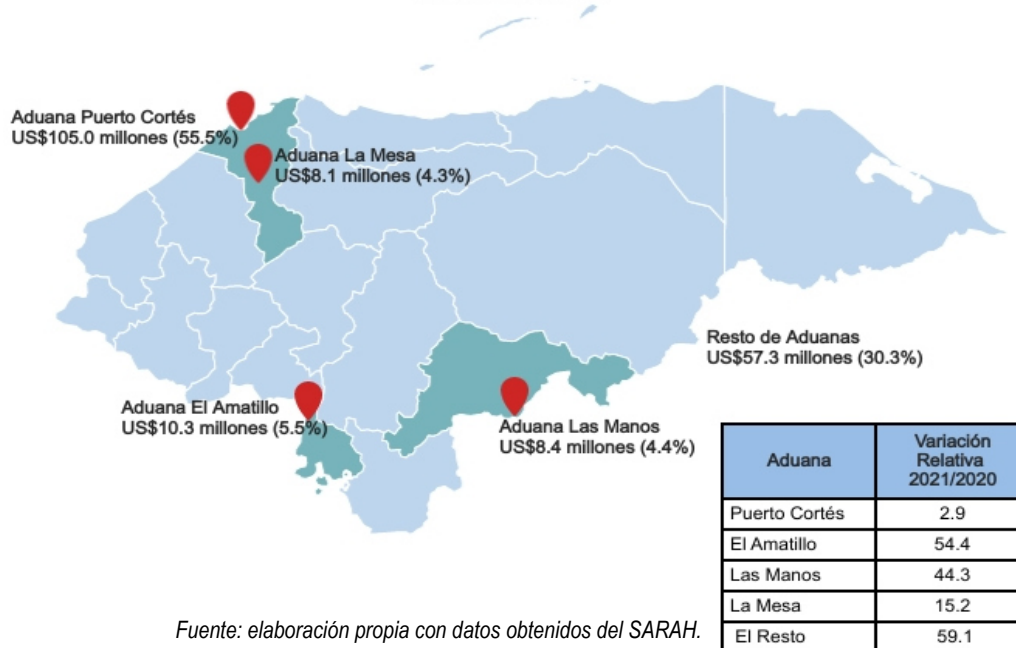 Aduana Puerto Cortés
US$105.0 millones (55.5%)
Aduana La Mesa
US$8.1 millones (4.3%)
Resto de Aduanas
US$57.3 millones (30.3%)
Aduana El Amatillo
US$10.3 millones (5.5%)
Aduana Las Manos
US$8.4 millones (4.4%)
Aduana
Variación
Relativa
2021/2020
Puerto Cortés 2.9
El Amatillo 54.4
Las Manos 44.3
La Mesa 15.2
El Resto 59.1
Fuente: elaboración propia con datos obtenidos del SARAH.